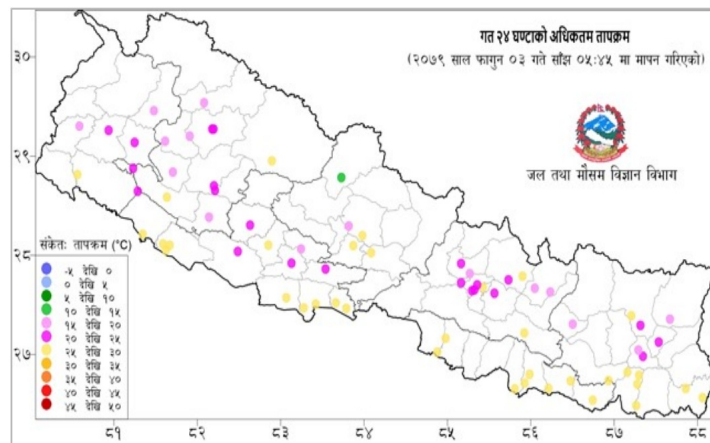 गत २४ घण्टाको अधिकतम तापक्रम
(२०७९ साल फागुन ०३ गते साँझ ०५:४५ मा मापन गरिएको)
जल तथा मौसम विज्ञान विभाग
संकेतः तापक्रम (°C)
-५ देखि ०
० देखि ५
५ देखि १०
१० देखि १५
१५ देखि २०
२० देखि २५
२५ देखि ३०
३० देखि ३५
३५ देखि ४०
४० देखि ४५
४५ देखि ५०
३०
२९
२८
२७
८१ ८२ ८३ ८४ ८५ ८६ ८७ ८८